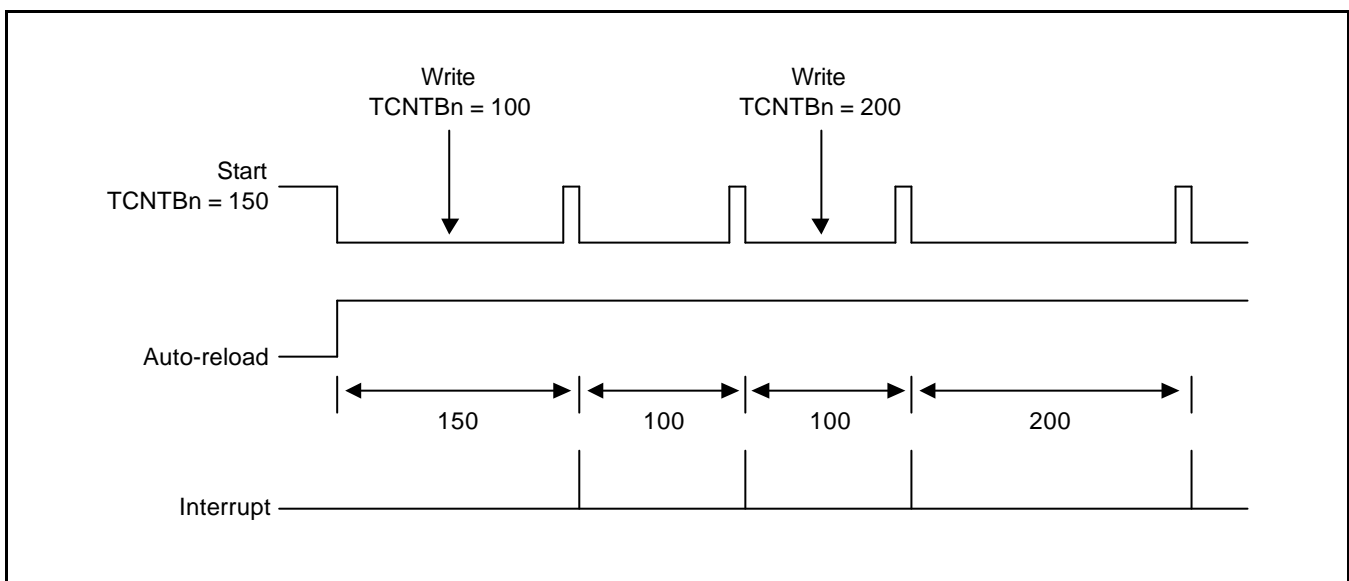 Write
TCNTBn = 100
Write
TCNTBn = 200
Start
TCNTBn = 150
Auto-reload
150
100
100
200
Interrupt